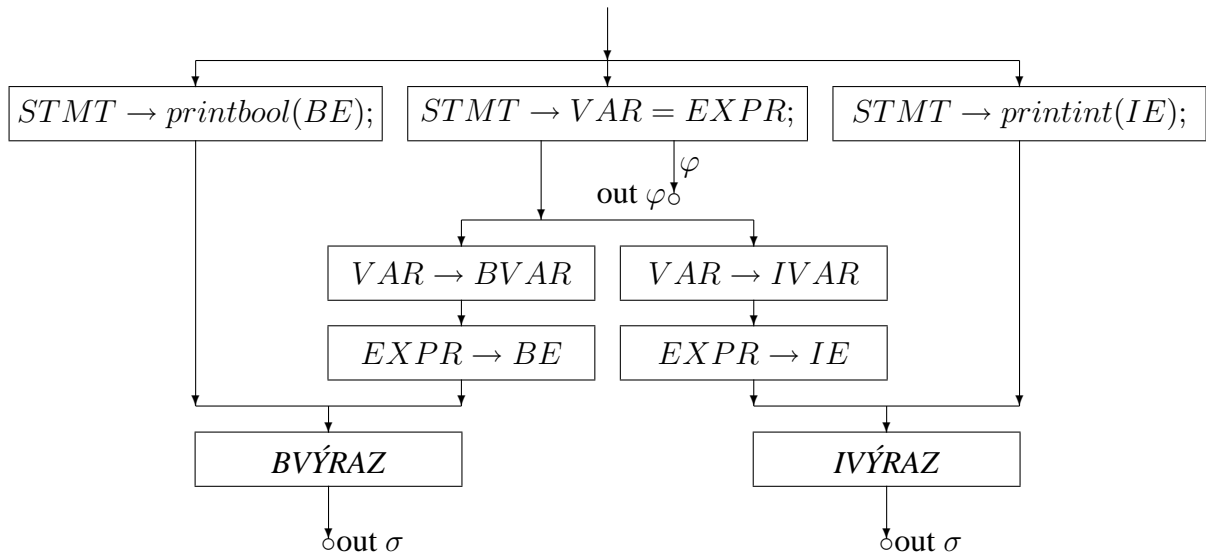 STMT → printbool(BE);
STMT → VAR = EXPR;
STMT → printint(IE);
φ
out φ
VAR → BVAR
VAR → IVAR
EXPR → BE
EXPR → IE
BVÝRAZ
IVÝRAZ
out σ
out σ